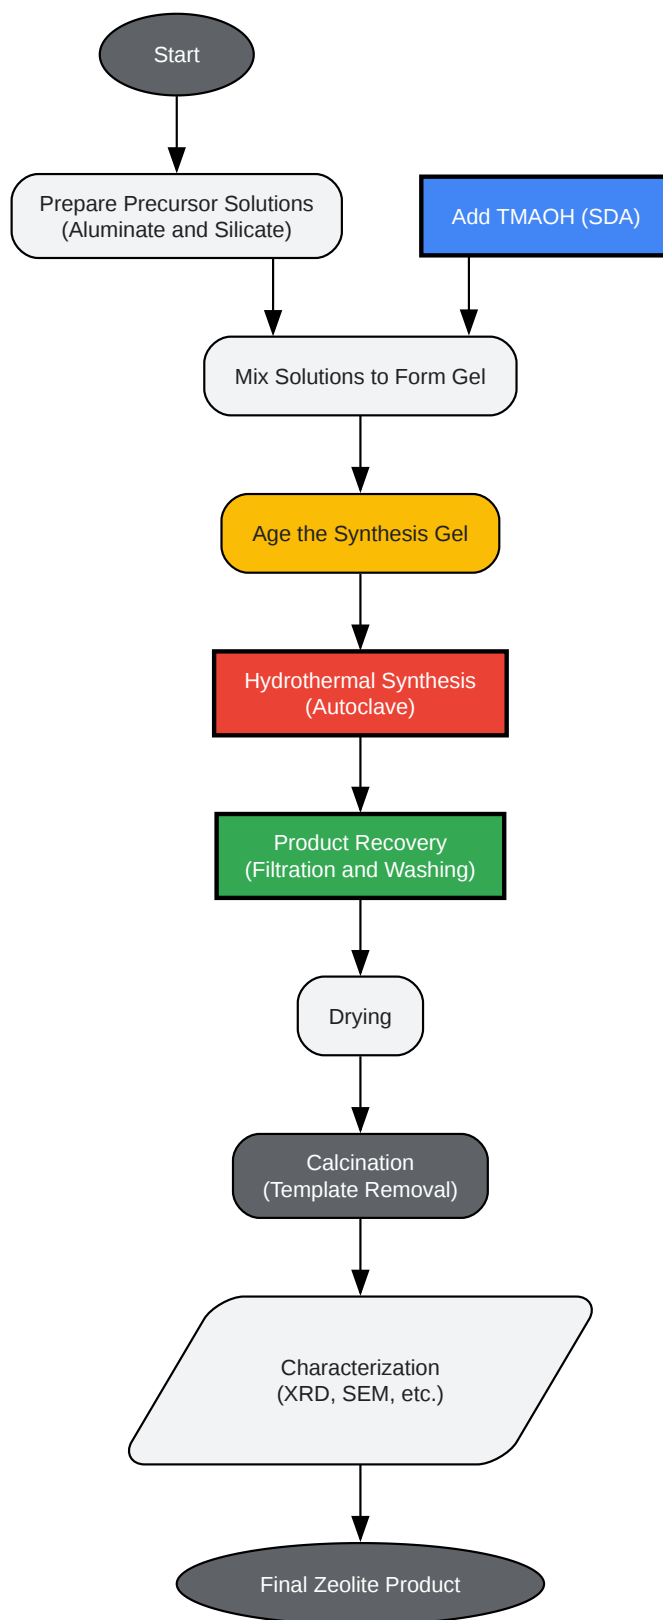 Start
Prepare Precursor Solutions
(Aluminate and Silicate)
Add TMAOH (SDA)
Mix Solutions to Form Gel
Age the Synthesis Gel
Hydrothermal Synthesis
(Autoclave)
Product Recovery
(Filtration and Washing)
Drying
Calcination
(Template Removal)
Characterization
(XRD, SEM, etc.)
Final Zeolite Product